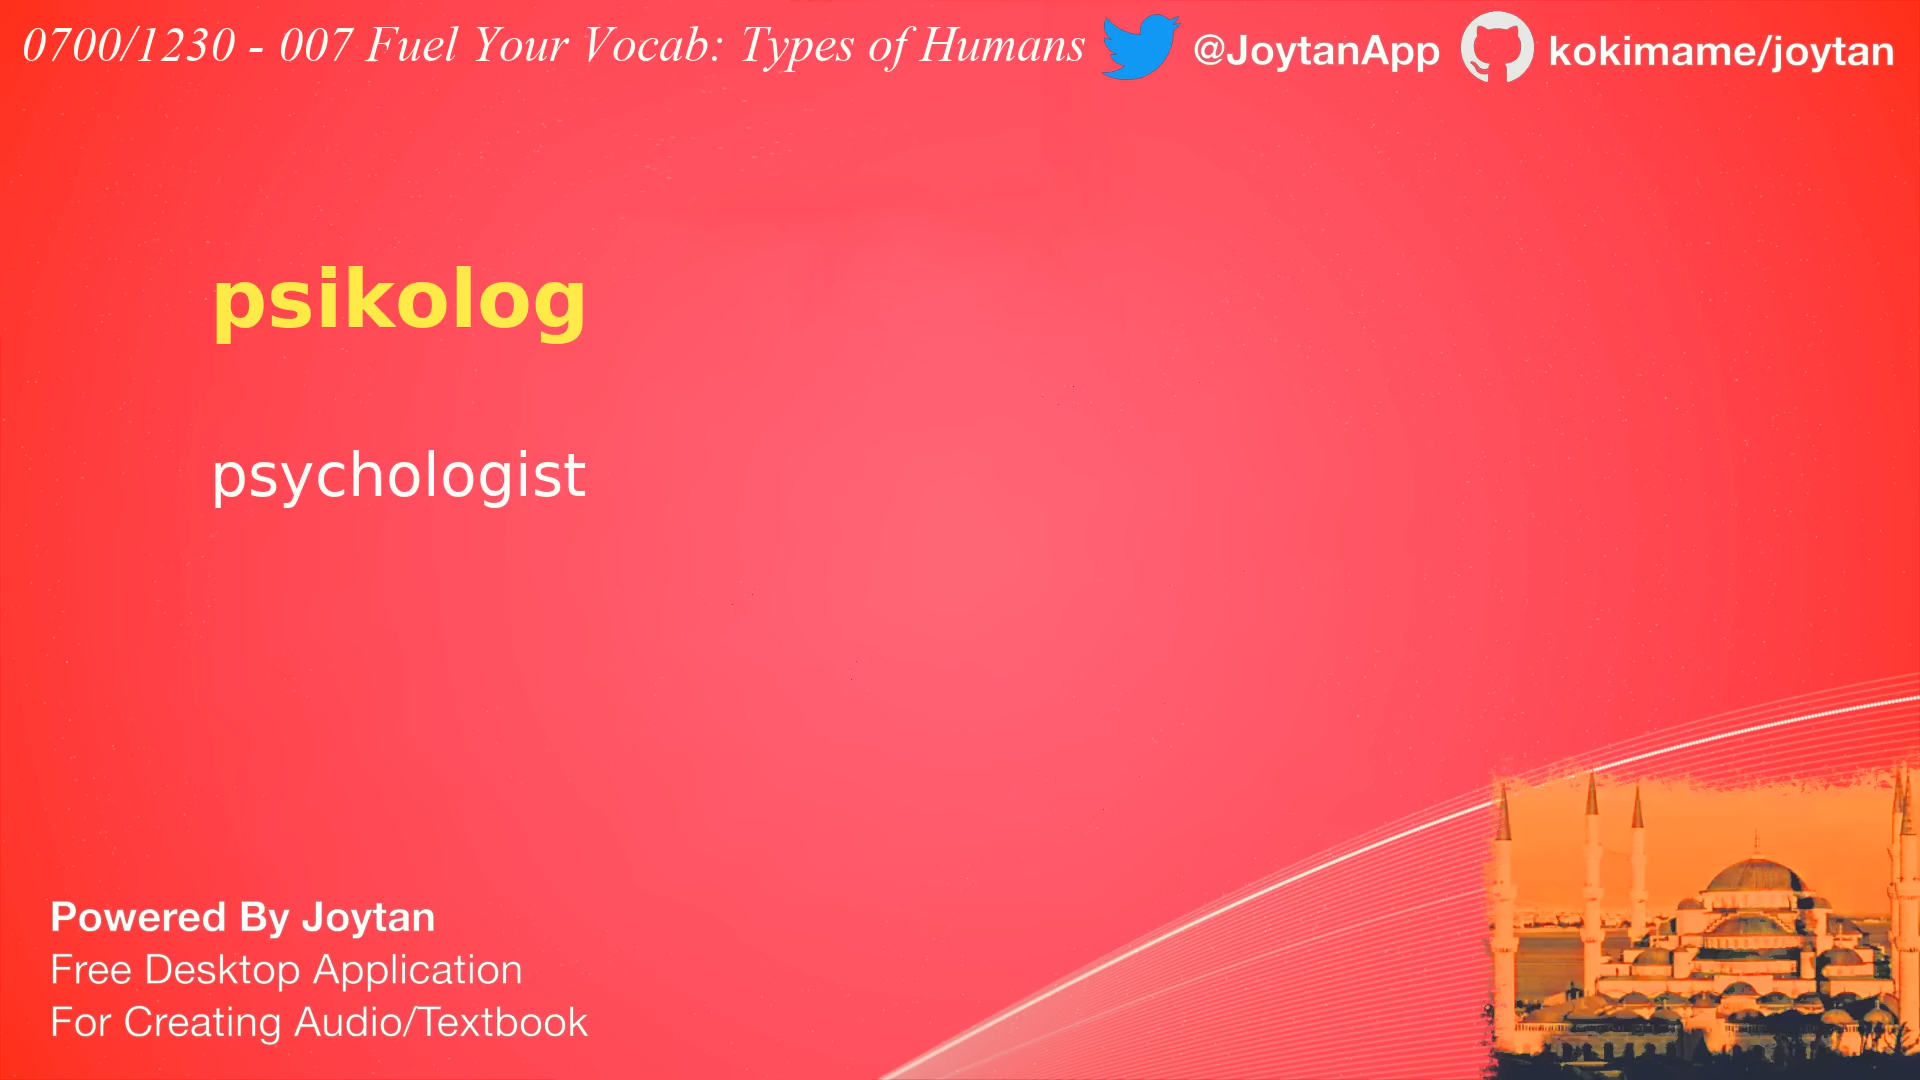 0700/1230 - 007 Fuel Your Vocab: Types of Humans @JoytanApp kokimame/joytan
psikolog
psychologist
Powered By Joytan
Free Desktop Application
For Creating Audio/Textbook